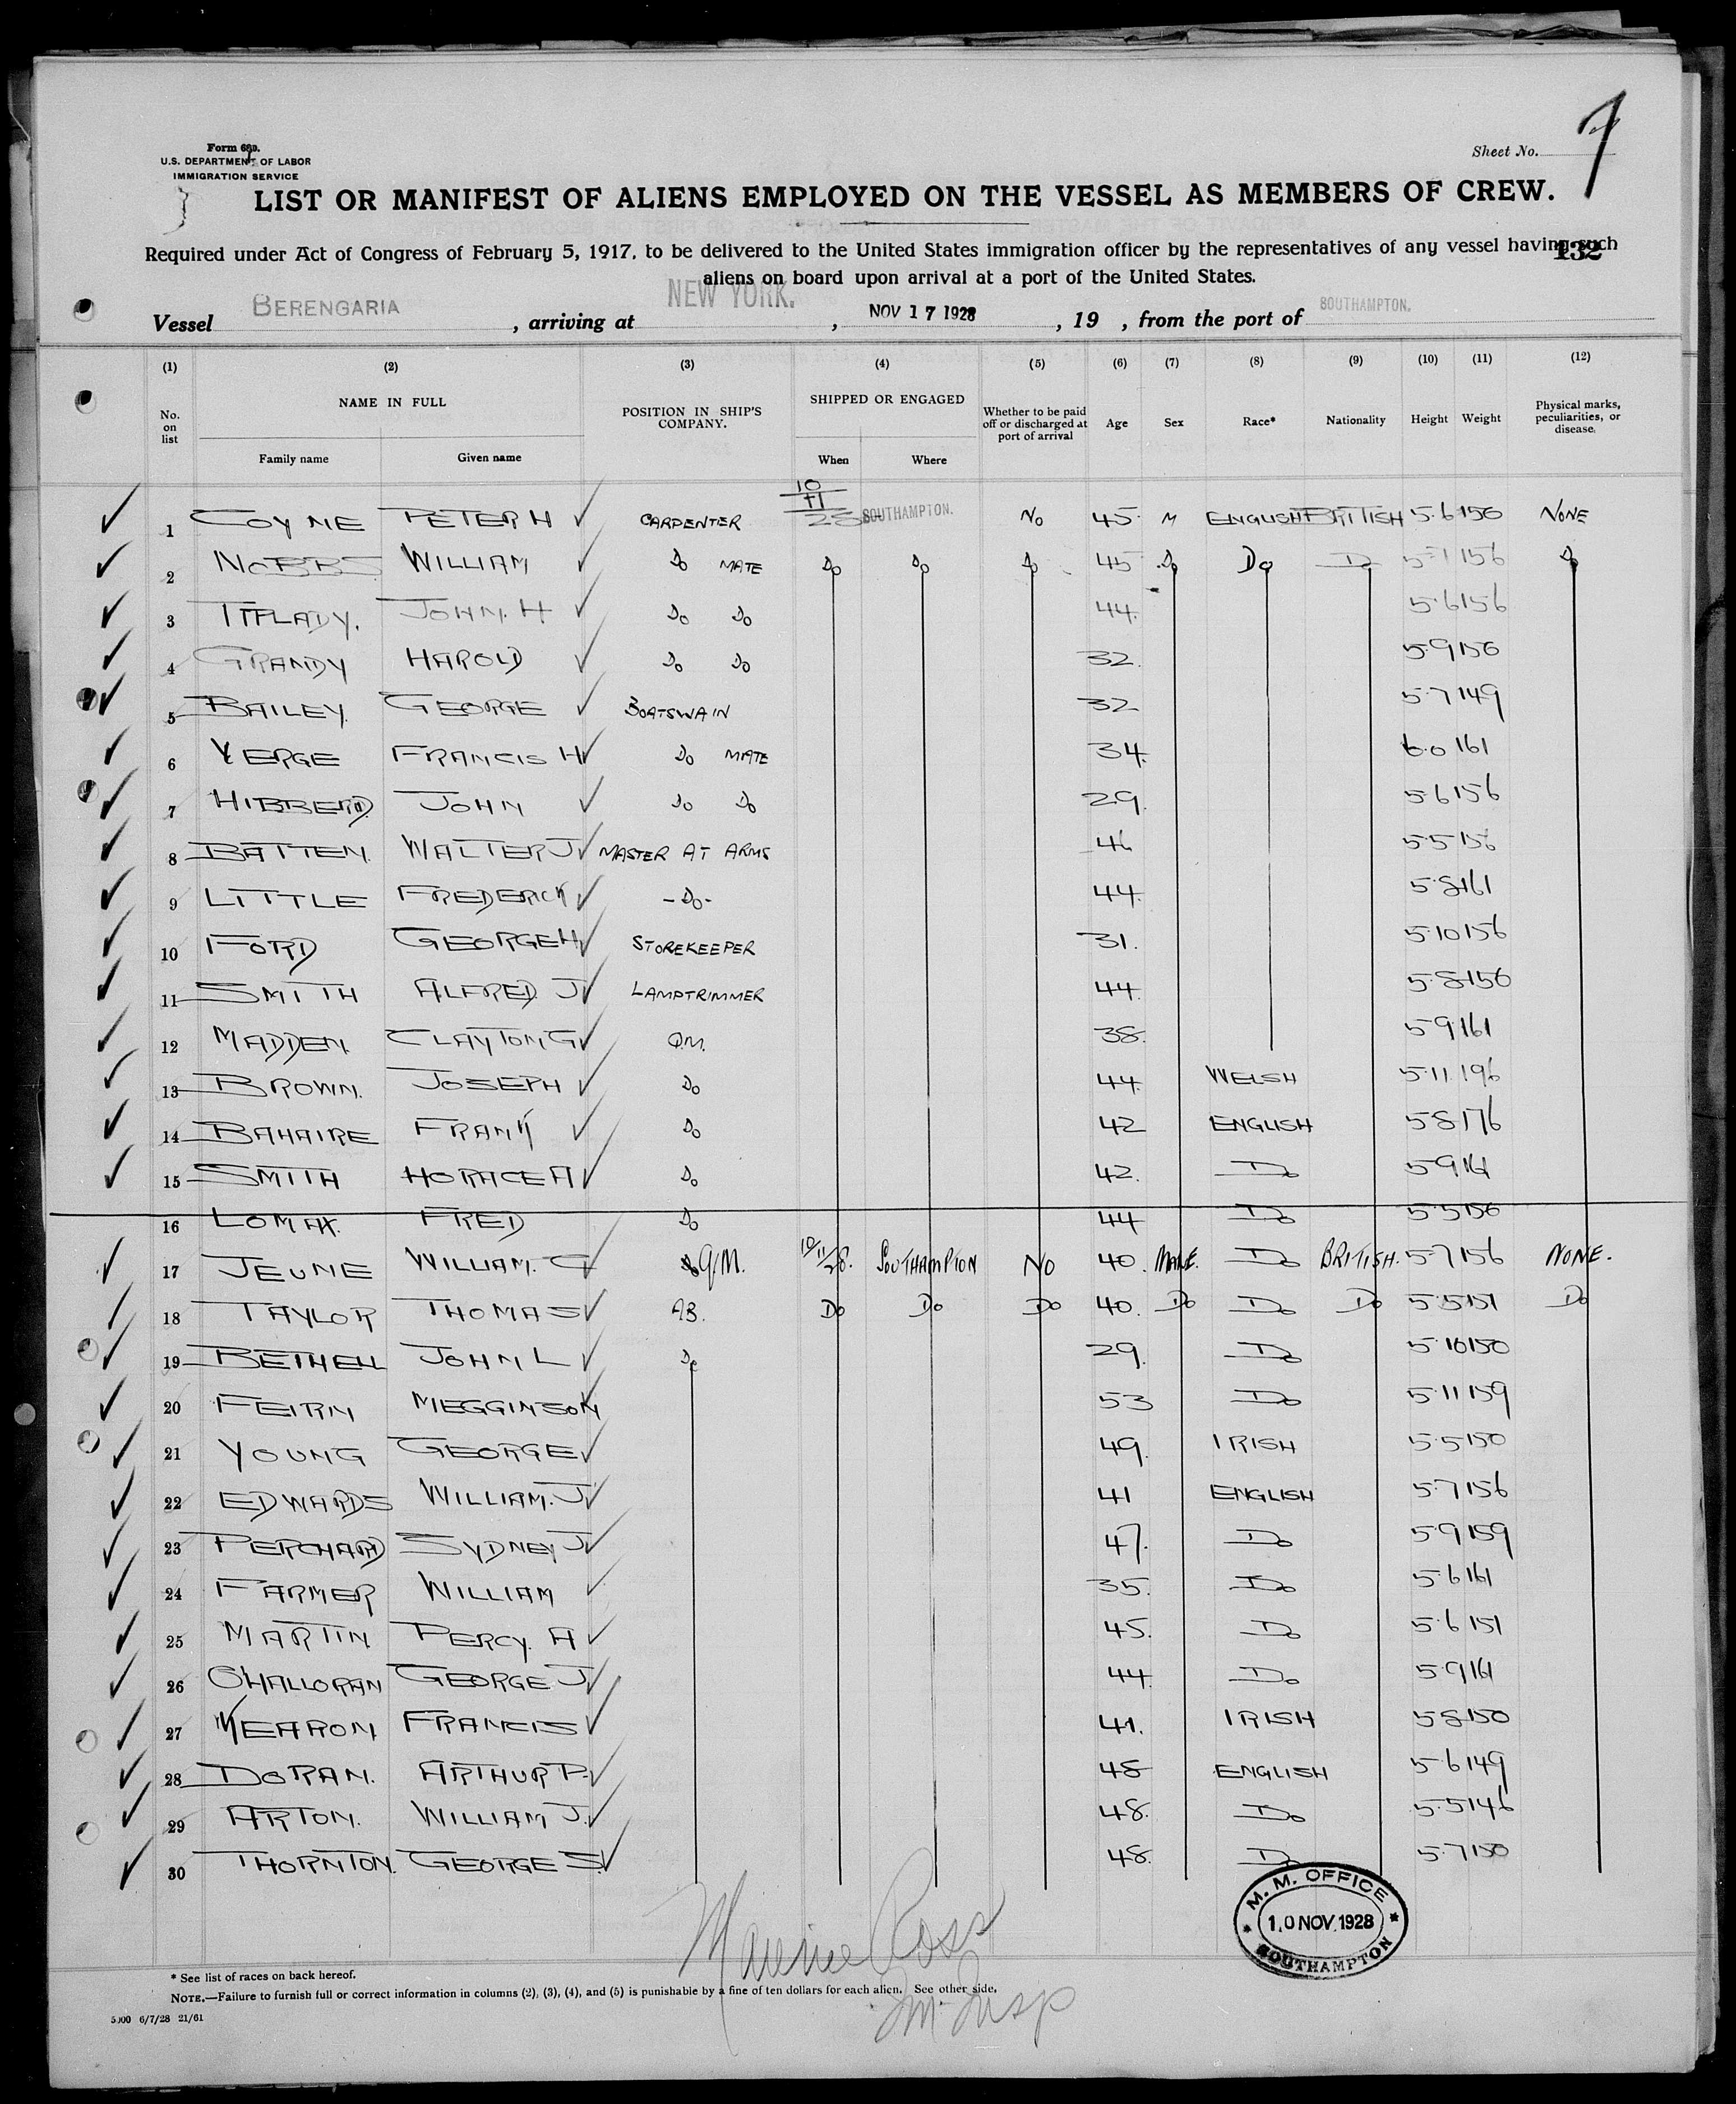 Form 680.
U.S. DEPARTMENT OF LABOR
IMMIGRATION SERVICE
Sheet No. 1
LIST OR MANIFEST OF ALIENS EMPLOYED ON THE VESSEL AS MEMBERS OF CREW.
Required under Act of Congress of February 5, 1917, to be delivered to the United States immigration officer by the representatives of any vessel having such
132
aliens on board upon arrival at a port of the United States.
Vessel BERENGARIA, arriving at NEW YORK., NOV 17 1928, 19 , from the port of SOUTHAMPTON.
(1) (2) (3) (4) (5) (6) (7) (8) (9) (10) (11) (12)
No. on list NAME IN FULL POSITION IN SHIP'S COMPANY. SHIPPED OR ENGAGED Whether to be paid off or discharged at port of arrival Age Sex Race* Nationality Height Weight Physical marks, peculiarities, or disease.
Family name Given name When Where
1 COYNE PETER H CARPENTER 10/11/28 SOUTHAMPTON. NO 45 M ENGLISH BRITISH 5.6 156 NONE
2 NOBBS WILLIAM Do MATE Do Do Do 45 Do Do Do 5.7 156 Do
3 TITLADY. JOHN. H Do Do 44. 5.6 156
4 GRANDY HAROLD Do Do 32. 5.9 156
5 BAILEY. GEORGE BOATSWAIN 32 5.7 149
6 VERGE FRANCIS H Do MATE 34. 6.0 161
7 HIBBERD JOHN Do Do 29. 5.6 156
8 BATTEN. WALTER J MASTER AT ARMS 46 5.5 156
9 LITTLE FREDERICK -Do- 44. 5.8 161
10 FORD GEORGE H STOREKEEPER 31. 5.10 156
11 SMITH ALFRED. J LAMPTRIMMER 44. 5.8 156
12 MADDEN. CLAYTON G Q.M. 38. 5.9 161
13 BROWN. JOSEPH Do 44. WELSH 5.11 196
14 BAHAIRE FRANK Do 42 ENGLISH 5.8 176
15 SMITH HORACE A Do 42. Do 5.9 161
16 LOMAX. FRED Do 44 Do 5.5 156
17 JEUNE WILLIAM. G Q/M. 10/11/28. SOUTHAMPTON NO 40. MALE. Do BRITISH. 5.7 156 NONE.
18 TAYLOR THOMAS AB. Do Do Do 40. Do Do Do 5.5 151 Do
19 BETHELL JOHN L Do 29. Do 5.10 150
20 FEIRN MEGGINSON 53 Do 5.11 159
21 YOUNG GEORGE 49. IRISH 5.5 150
22 EDWARDS WILLIAM. J 41 ENGLISH 5.7 156
23 PERCHARD SYDNEY J 47. Do 5.9 159
24 FARMER WILLIAM 35. Do 5.6 161
25 MARTIN PERCY. A 45. Do 5.6 151
26 O'HALLORAN GEORGE J 44. Do 5.9 161
27 KEARON FRANCIS 41. IRISH 5.8 150
28 DORAN. ARTHUR P. 48 ENGLISH 5.6 149
29 ARTON. WILLIAM J. 48. Do 5.5 146
30 THORNTON. GEORGE S. 48. Do 5.7 150
M. M. OFFICE
10 NOV. 1928
SOUTHAMPTON
Ross
Insp
* See list of races on back hereof.
NOTE.—Failure to furnish full or correct information in columns (2), (3), (4), and (5) is punishable by a fine of ten dollars for each alien. See other side.
5000 6/7/28 21/61